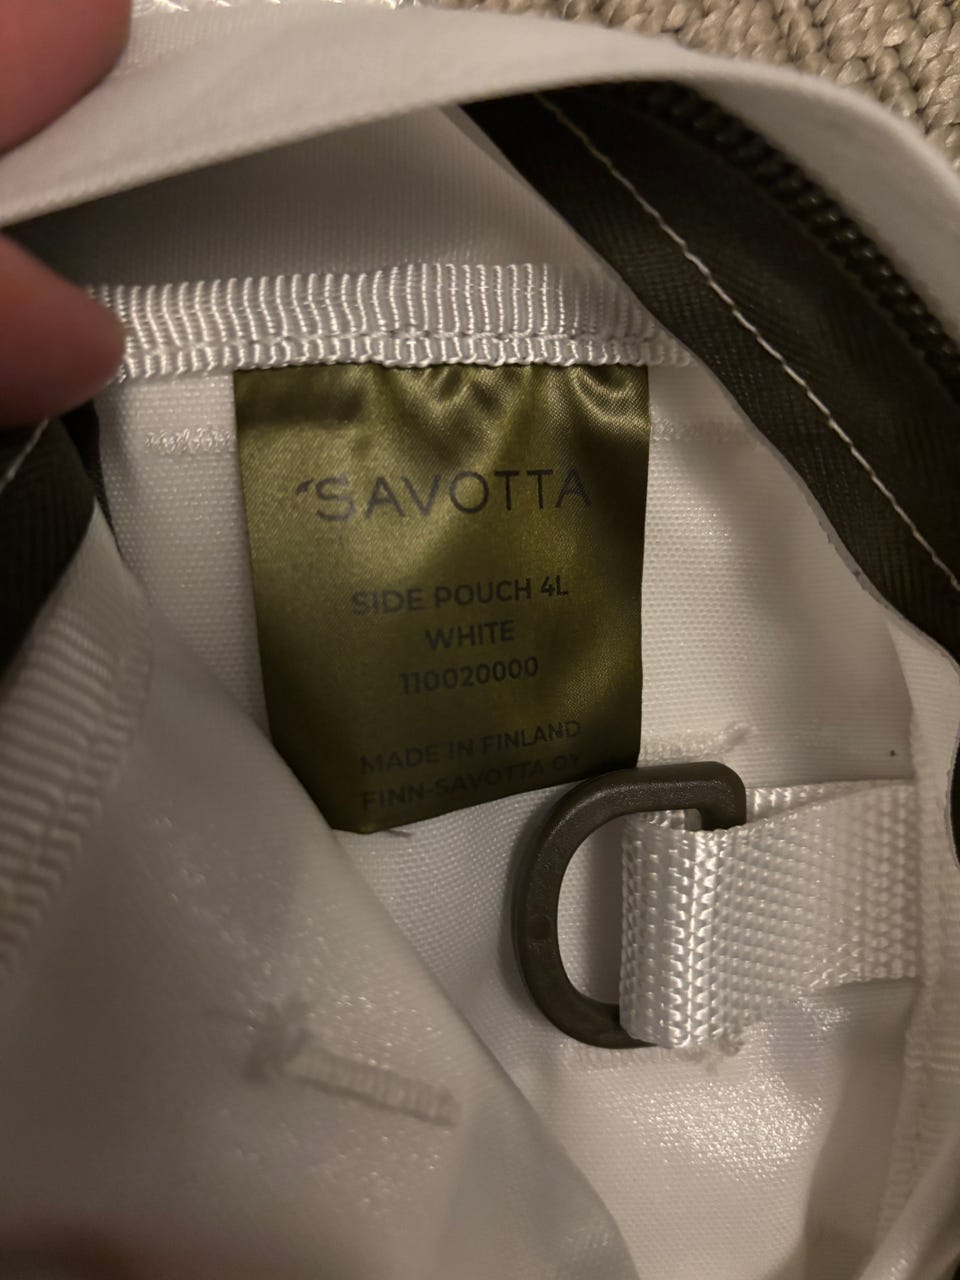 SAVOTTA
SIDE POUCH 4L
WHITE
110020000
MADE IN FINLAND
FINN-SAVOTTA OY